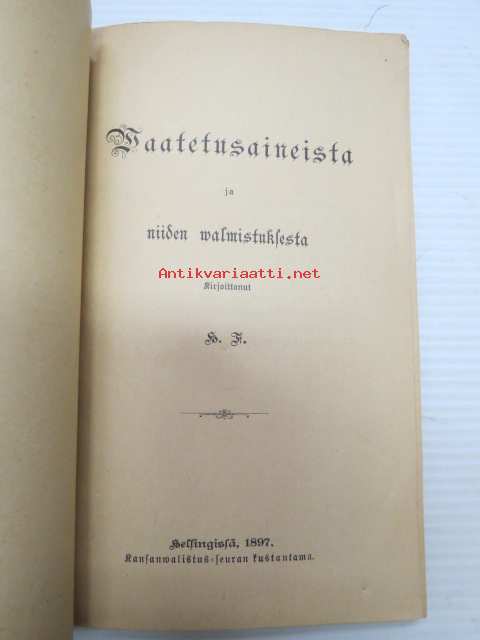 Waatetusaineista
ja
niiden walmistuksesta
Antikvariaatti.net
Kirjoittanut
H. F.
Helsingissä, 1897.
Kansanwalistus-seuran kustantama.